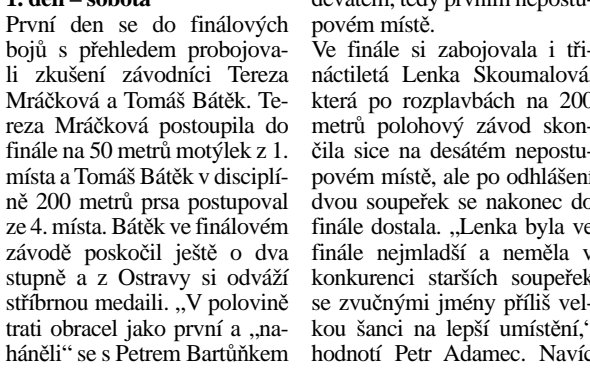 1. den – sobota
První den se do finálových
bojů s přehledem probojova-
li zkušení závodníci Tereza
Mráčková a Tomáš Bátěk. Te-
reza Mráčková postoupila do
finále na 50 metrů motýlek z 1.
místa a Tomáš Bátěk v disciplí-
ně 200 metrů prsa postupoval
ze 4. místa. Bátěk ve finálovém
závodě poskočil ještě o dva
stupně a z Ostravy si odváží
stříbrnou medaili. „V polovině
trati obracel jako první a „na-
háněli“ se s Petrem Bartůňkem
devátém, tedy prvním nepostu-
povém místě.
Ve finále si zabojovala i tři-
náctiletá Lenka Skoumalová,
která po rozplavbách na 200
metrů polohový závod skon-
čila sice na desátém nepostu-
povém místě, ale po odhlášení
dvou soupeřek se nakonec do
finále dostala. „Lenka byla ve
finále nejmladší a neměla v
konkurenci starších soupeřek
se zvučnými jmény příliš vel-
kou šanci na lepší umístění,“
hodnotí Petr Adamec. Navíc